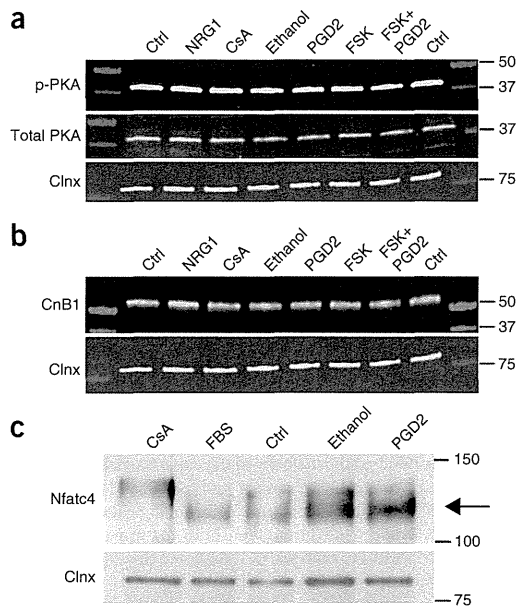 a
Ctrl NRG1 CsA Ethanol PGD2 FSK FSK+ PGD2 Ctrl
p-PKA
50
37
Total PKA
37
Clnx
75
b
Ctrl NRG1 CsA Ethanol PGD2 FSK FSK+ PGD2 Ctrl
CnB1
50
37
Clnx
75
c
CsA FBS Ctrl Ethanol PGD2
150
Nfatc4
100
Clnx
75